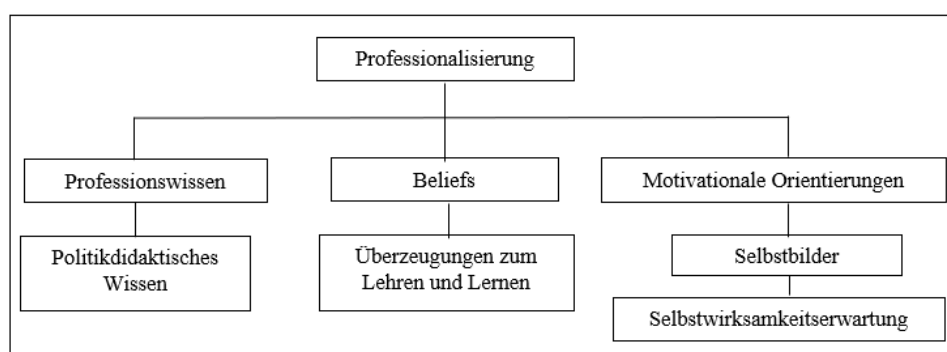 Professionalisierung
Professionswissen
Beliefs
Motivationale Orientierungen
Politikdidaktisches
Wissen
Überzeugungen zum
Lehren und Lernen
Selbstbilder
Selbstwirksamkeitserwartung